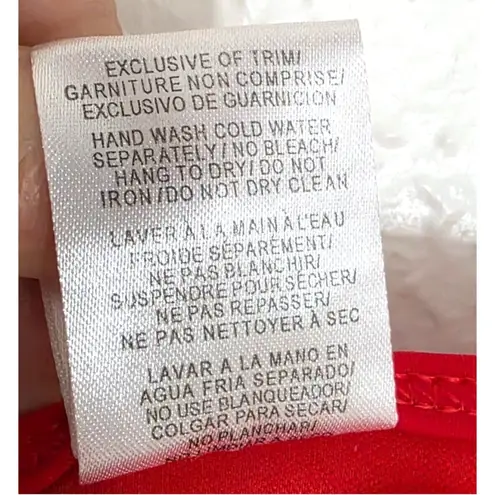 EXCLUSIVE OF TRIM/
GARNITURE NON COMPRISE/
EXCLUSIVO DE GUARNICION
HAND WASH COLD WATER
SEPARATELY/ NO BLEACH/
HANG TO DRY/ DO NOT
IRON/DO NOT DRY CLEAN
LAVER À LA MAIN À L'EAU
FROIDE SÉPARÉMENT/
NE PAS BLANCHIR/
SUSPENDRE POUR SÉCHER/
NE PAS REPASSER/
NE PAS NETTOYER À SEC
LAVAR A LA MANO EN
AGUA FRIA SEPARADO/
NO USE BLANQUEADOR/
COLGAR PARA SECAR/
NO PLANCHAR/